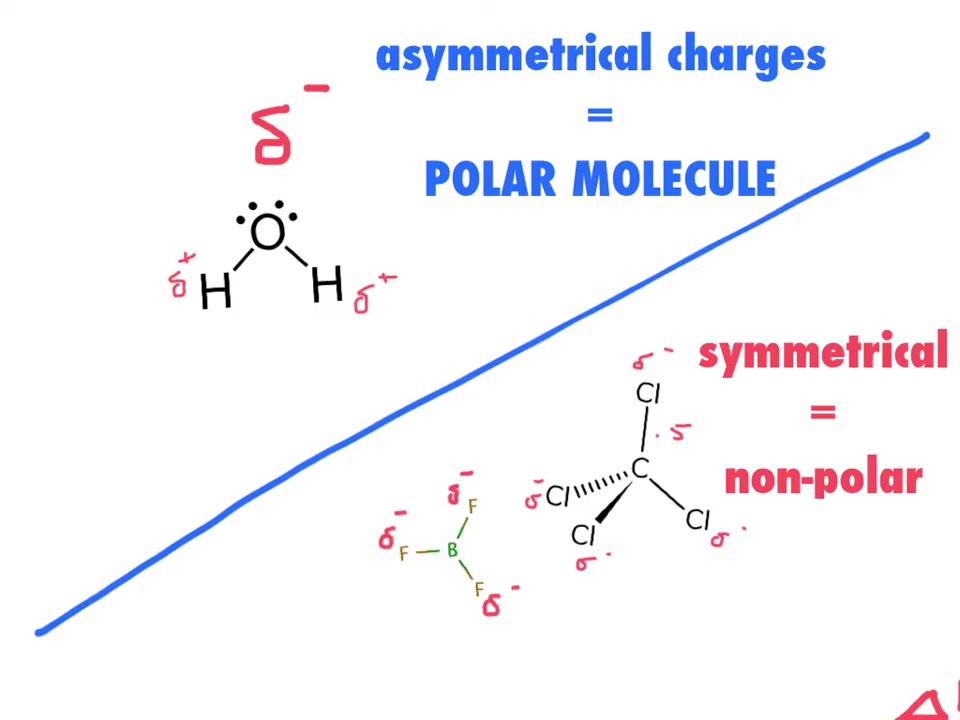 asymmetrical charges
=
POLAR MOLECULE
δ⁻
O
δ⁺ H H δ⁺
symmetrical
=
non-polar
δ⁻
Cl
C
δ⁻ Cl
Cl
Cl δ⁻
δ⁻
δ⁻ F
δ⁻ F B
F δ⁻